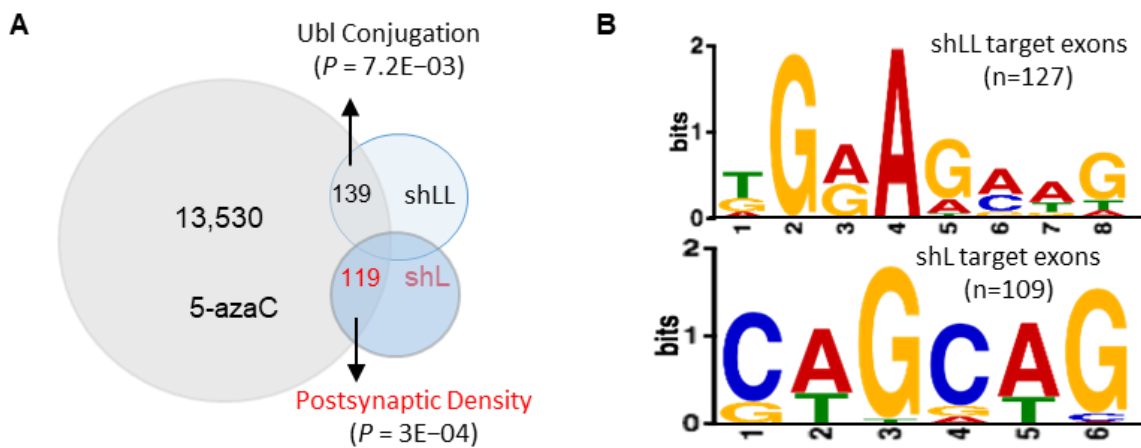 A
Ubl Conjugation
(P = 7.2E−03)
139
shLL
13,530
119
shL
5-azaC
Postsynaptic Density
(P = 3E−04)
B
shLL target exons
(n=127)
2
bits
1
0
T G A A G A A G
G G A C T T
A T A
1 2 3 4 5 6 7 8
shL target exons
(n=109)
2
bits
1
0
C A G C A G
G T T G T C
A
1 2 3 4 5 6